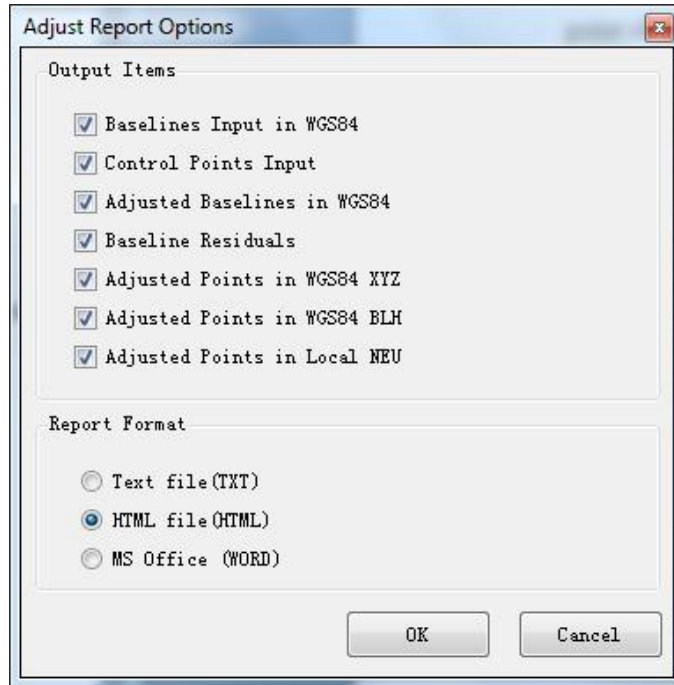 Adjust Report Options
Output Items
Baselines Input in WGS84
Control Points Input
Adjusted Baselines in WGS84
Baseline Residuals
Adjusted Points in WGS84 XYZ
Adjusted Points in WGS84 BLH
Adjusted Points in Local NEU
Report Format
Text file(TXT)
HTML file(HTML)
MS Office (WORD)
OK Cancel